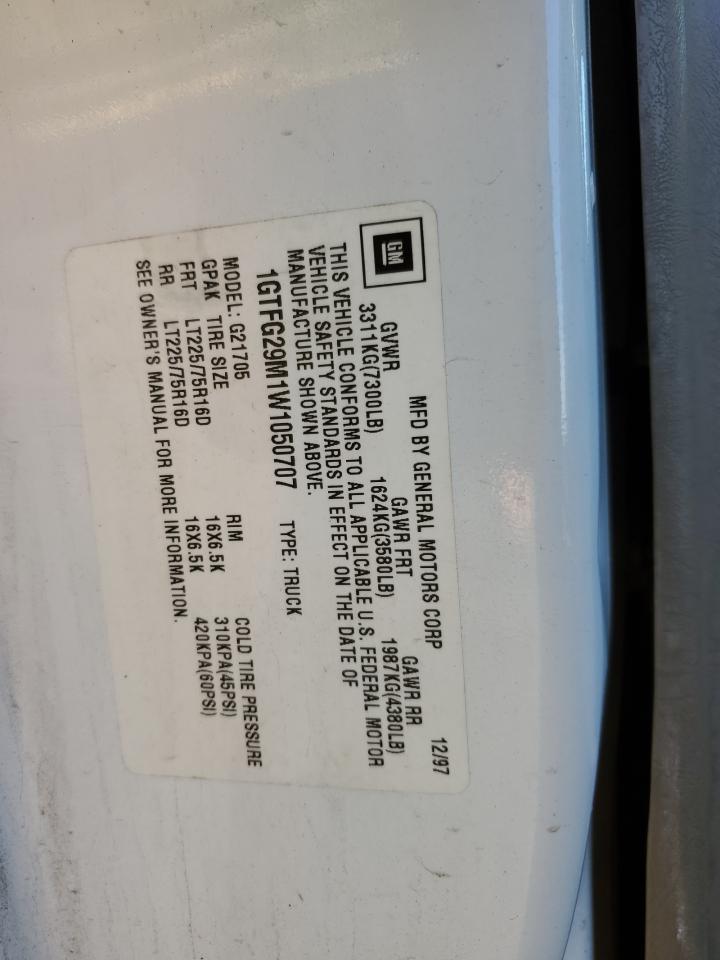 GM
MFD BY GENERAL MOTORS CORP 12/97
GVWR GAWR FRT GAWR RR
3311KG(7300LB) 1624KG(3580LB) 1987KG(4380LB)
THIS VEHICLE CONFORMS TO ALL APPLICABLE U.S. FEDERAL MOTOR
VEHICLE SAFETY STANDARDS IN EFFECT ON THE DATE OF
MANUFACTURE SHOWN ABOVE.
1GTFG29M1W1050707 TYPE: TRUCK
MODEL: G21705
GPAK TIRE SIZE RIM COLD TIRE PRESSURE
FRT LT225/75R16D 16X6.5K 310KPA(45PSI)
RR LT225/75R16D 16X6.5K 420KPA(60PSI)
SEE OWNER'S MANUAL FOR MORE INFORMATION.